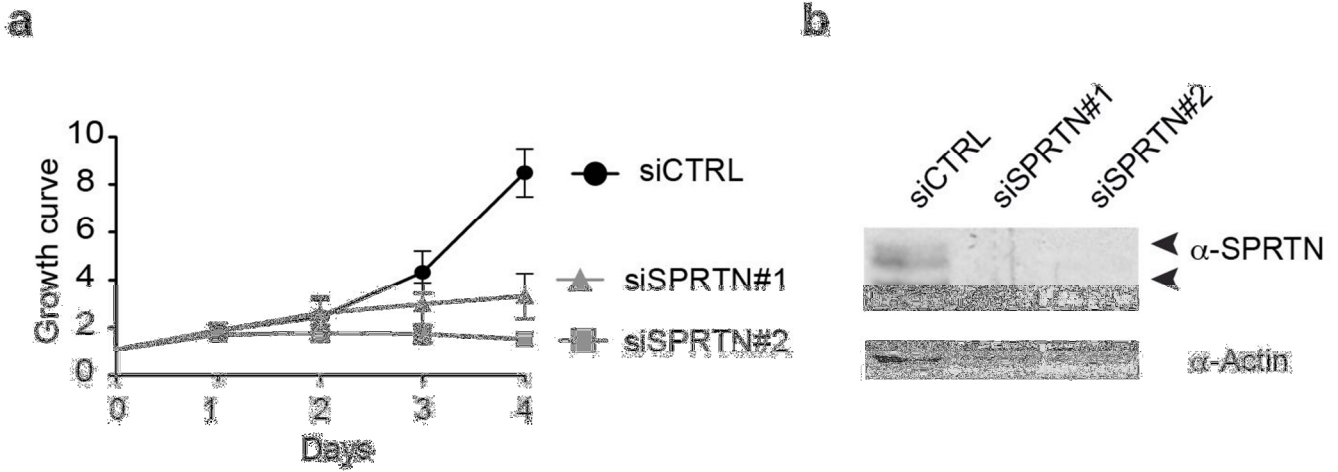 a
b
10
8
6
4
2
0
Growth curve
0 1 2 3 4
Days
siCTRL
siSPRTN#1
siSPRTN#2
siCTRL
siSPRTN#1
siSPRTN#2
α-SPRTN
α-Actin